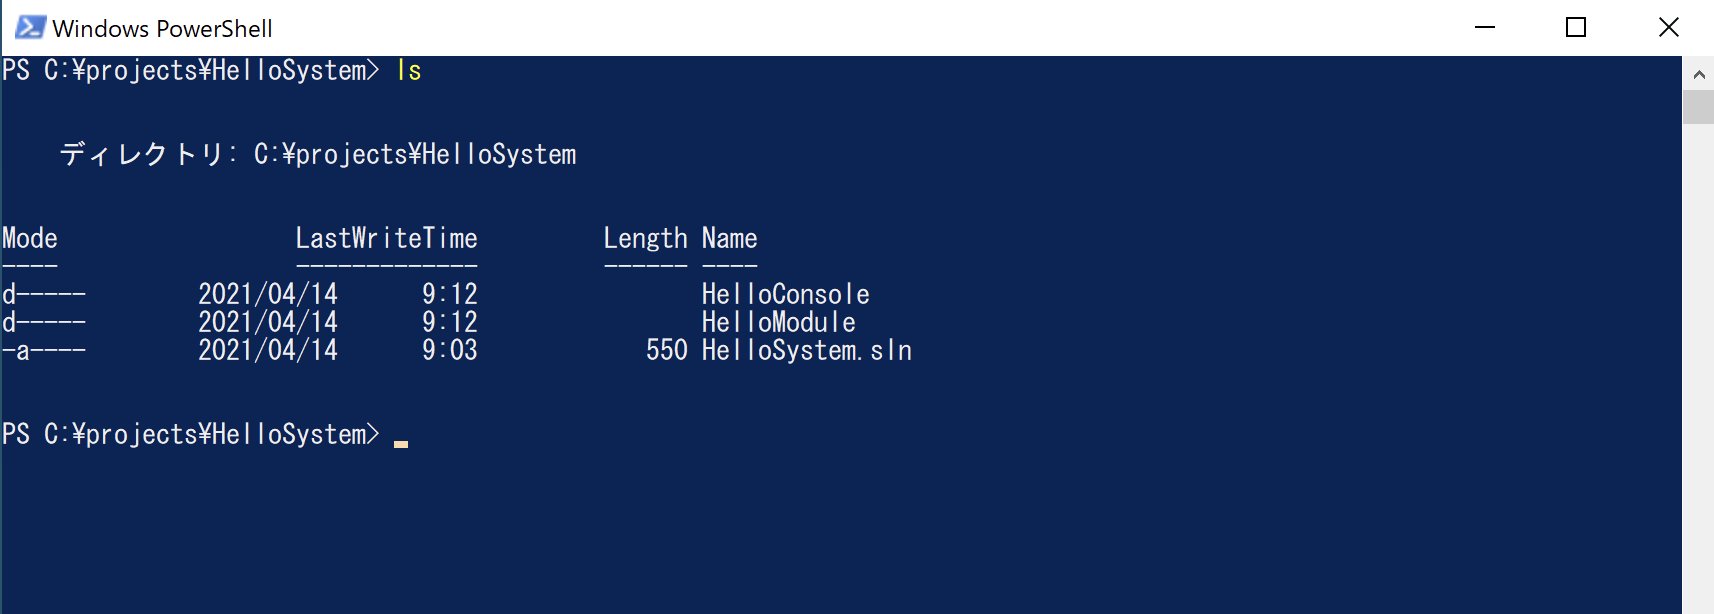 Windows PowerShell
PS C:¥projects¥HelloSystem> ls
ディレクトリ: C:¥projects¥HelloSystem
Mode                 LastWriteTime         Length Name
----                 -------------         ------ ----
d-----        2021/04/14      9:12                HelloConsole
d-----        2021/04/14      9:12                HelloModule
-a----        2021/04/14      9:03            550 HelloSystem.sln
PS C:¥projects¥HelloSystem>